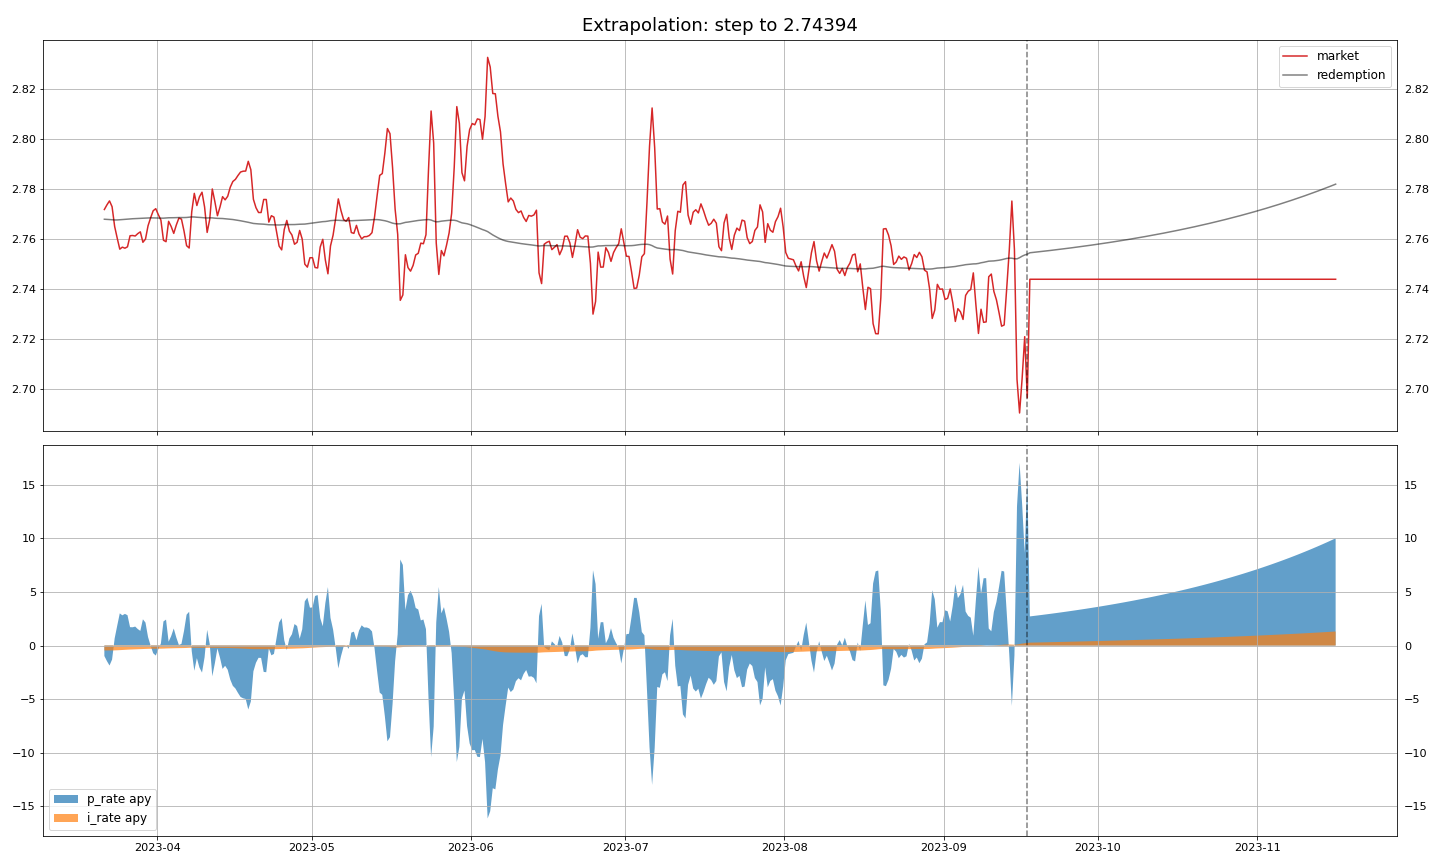 Extrapolation: step to 2.74394
market
redemption
2.82 2.82
2.80 2.80
2.78 2.78
2.76 2.76
2.74 2.74
2.72 2.72
2.70 2.70
15 15
10 10
5 5
0 0
−5 −5
−10 −10
−15 −15
p_rate apy
i_rate apy
2023-04 2023-05 2023-06 2023-07 2023-08 2023-09 2023-10 2023-11